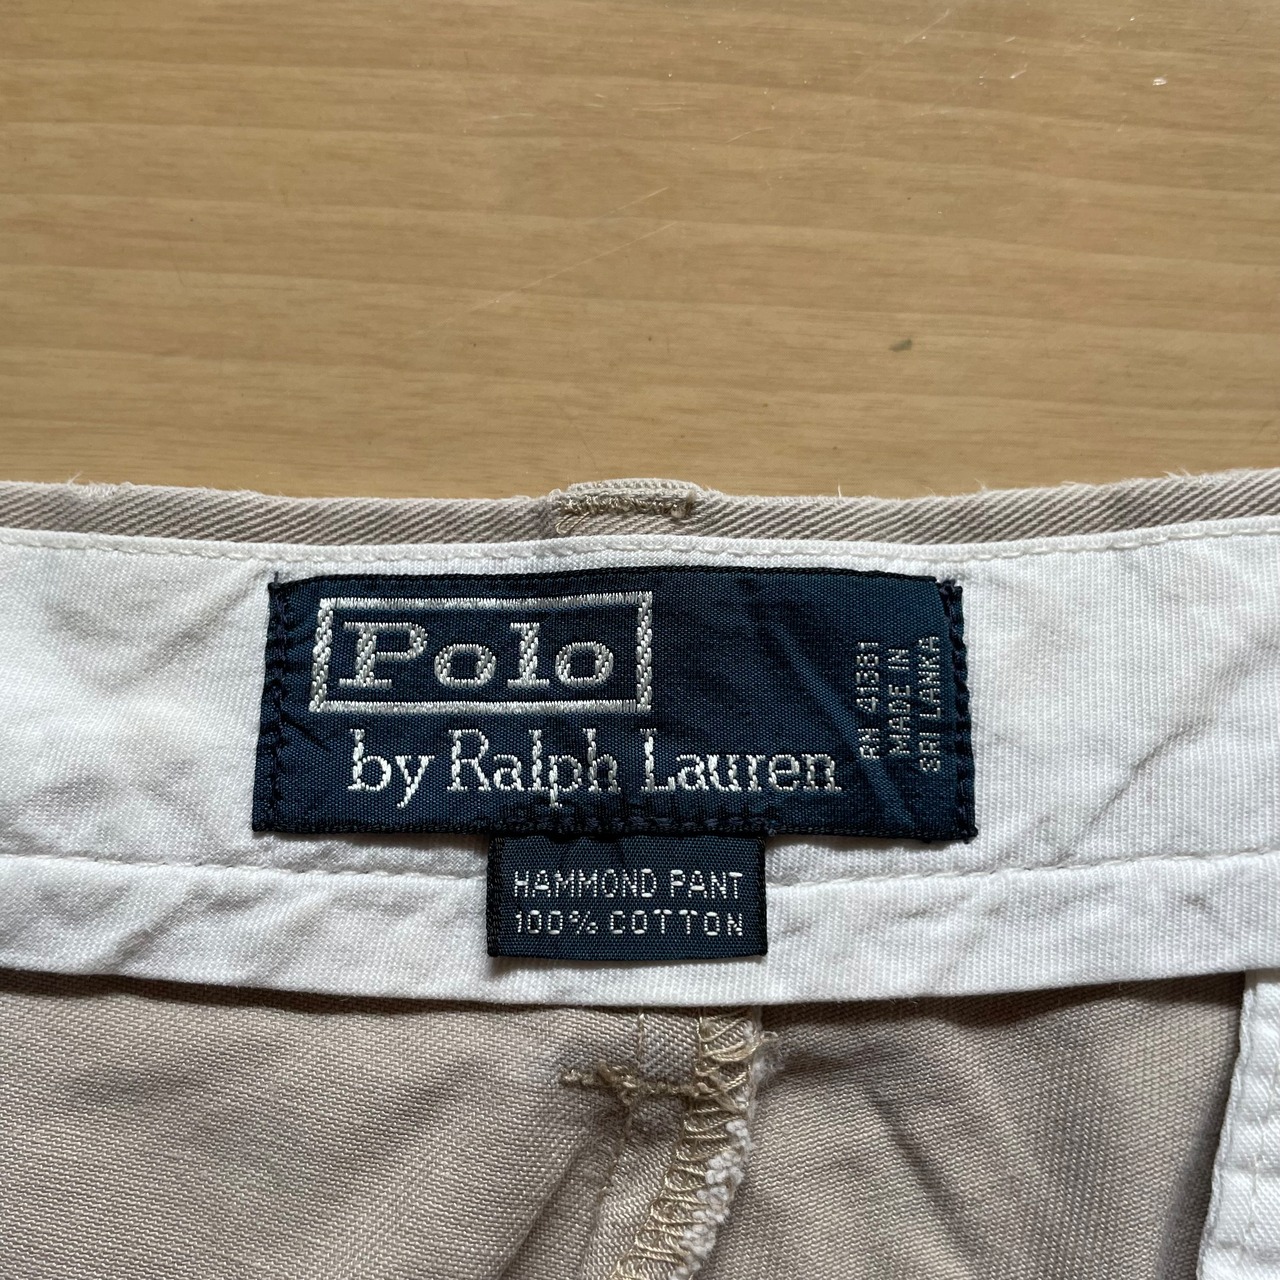 Polo
by Ralph Lauren
RN 41381
MADE IN
SRI LANKA
HAMMOND PANT
100% COTTON